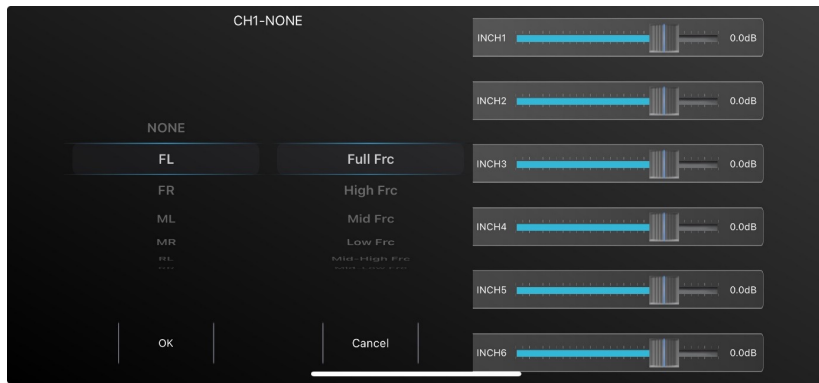 CH1-NONE
NONE
FL
FR
ML
MR
RL
Full Frc
High Frc
Mid Frc
Low Frc
Mid-High Frc
OK
Cancel
INCH1 0.0dB
INCH2 0.0dB
INCH3 0.0dB
INCH4 0.0dB
INCH5 0.0dB
INCH6 0.0dB